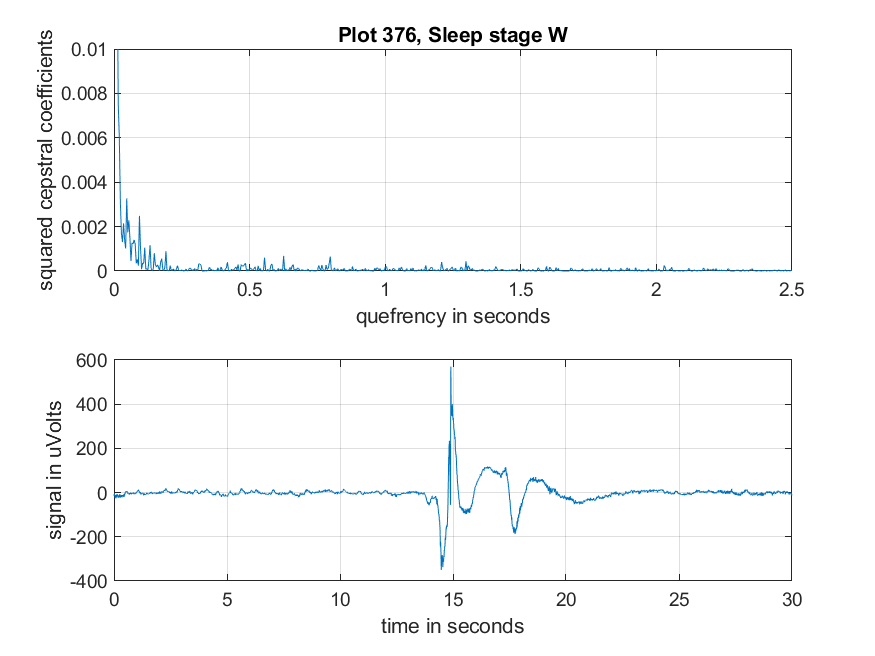 Plot 376, Sleep stage W
squared cepstral coefficients
0.01
0.008
0.006
0.004
0.002
0
0 0.5 1 1.5 2 2.5
quefrency in seconds
signal in uVolts
600
400
200
0
-200
-400
0 5 10 15 20 25 30
time in seconds